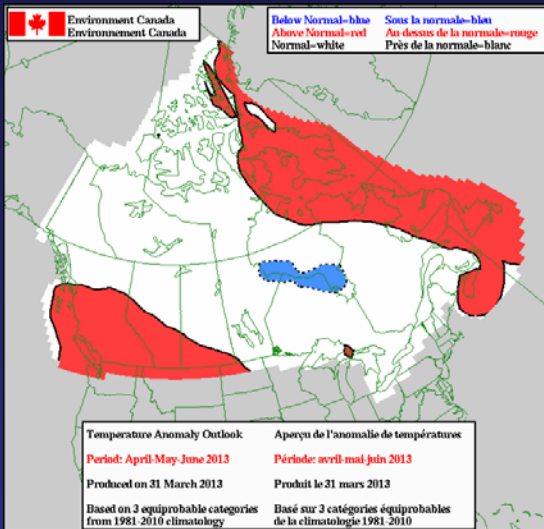 Environment Canada
Environnement Canada
Below Normal=blue Sous la normale=bleu
Above Normal=red Au-dessus de la normale=rouge
Normal=white Près de la normale=blanc
Temperature Anomaly Outlook Aperçu de l'anomalie de températures
Period: April-May-June 2013 Période: avril-mai-juin 2013
Produced on 31 March 2013 Produit le 31 mars 2013
Based on 3 equiprobable categories Basé sur 3 catégories équiprobables
from 1981-2010 climatology de la climatologie 1981-2010